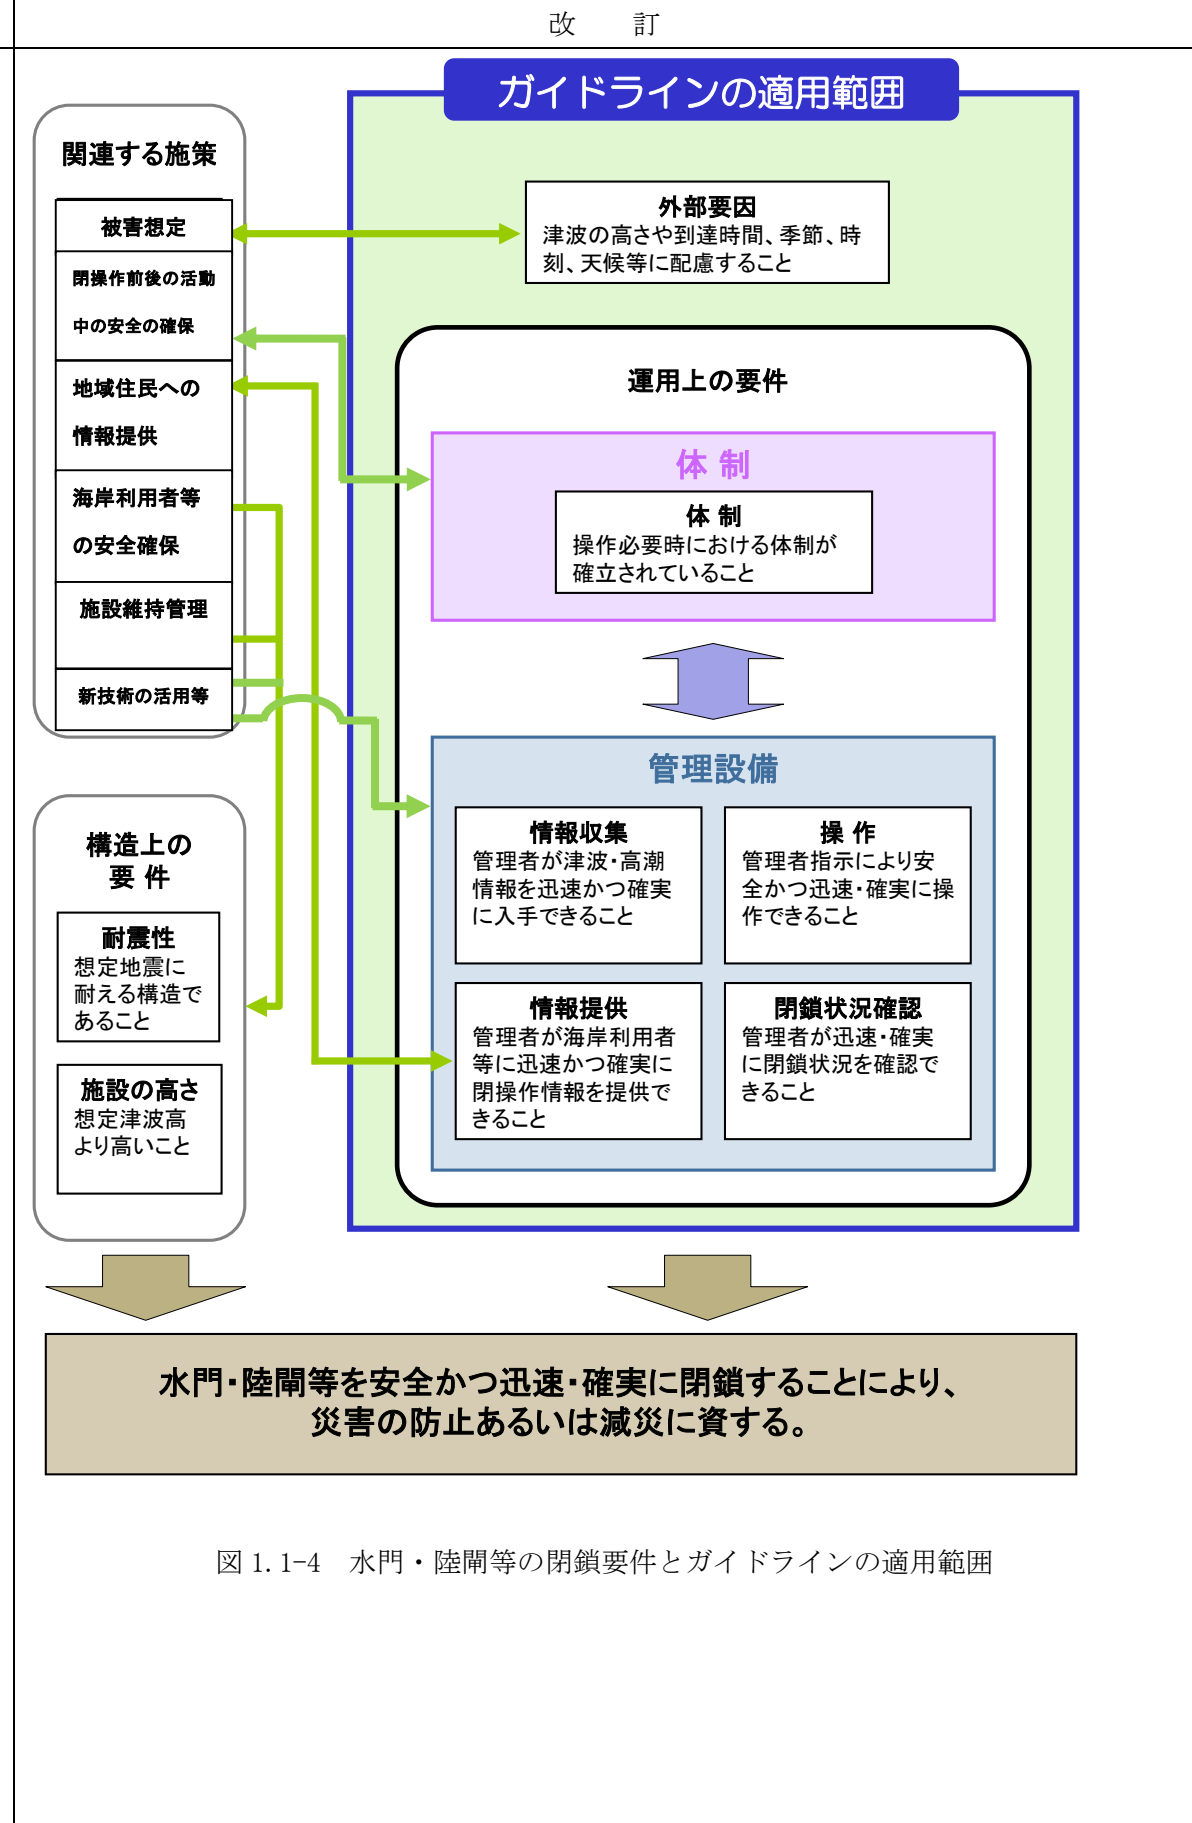 改　　訂
ガイドラインの適用範囲
関連する施策
被害想定
閉操作前後の活動
中の安全の確保
地域住民への
情報提供
海岸利用者等
の安全確保
施設維持管理
新技術の活用等
外部要因
津波の高さや到達時間、季節、時
刻、天候等に配慮すること
運用上の要件
体 制
体 制
操作必要時における体制が
確立されていること
管理設備
情報収集
管理者が津波・高潮
情報を迅速かつ確実
に入手できること
操 作
管理者指示により安
全かつ迅速・確実に操
作できること
情報提供
管理者が海岸利用者
等に迅速かつ確実に
閉操作情報を提供で
きること
閉鎖状況確認
管理者が迅速・確実
に閉鎖状況を確認で
きること
構造上の
要 件
耐震性
想定地震に
耐える構造で
あること
施設の高さ
想定津波高
より高いこと
水門・陸閘等を安全かつ迅速・確実に閉鎖することにより、
災害の防止あるいは減災に資する。
図 1.1-4　水門・陸閘等の閉鎖要件とガイドラインの適用範囲